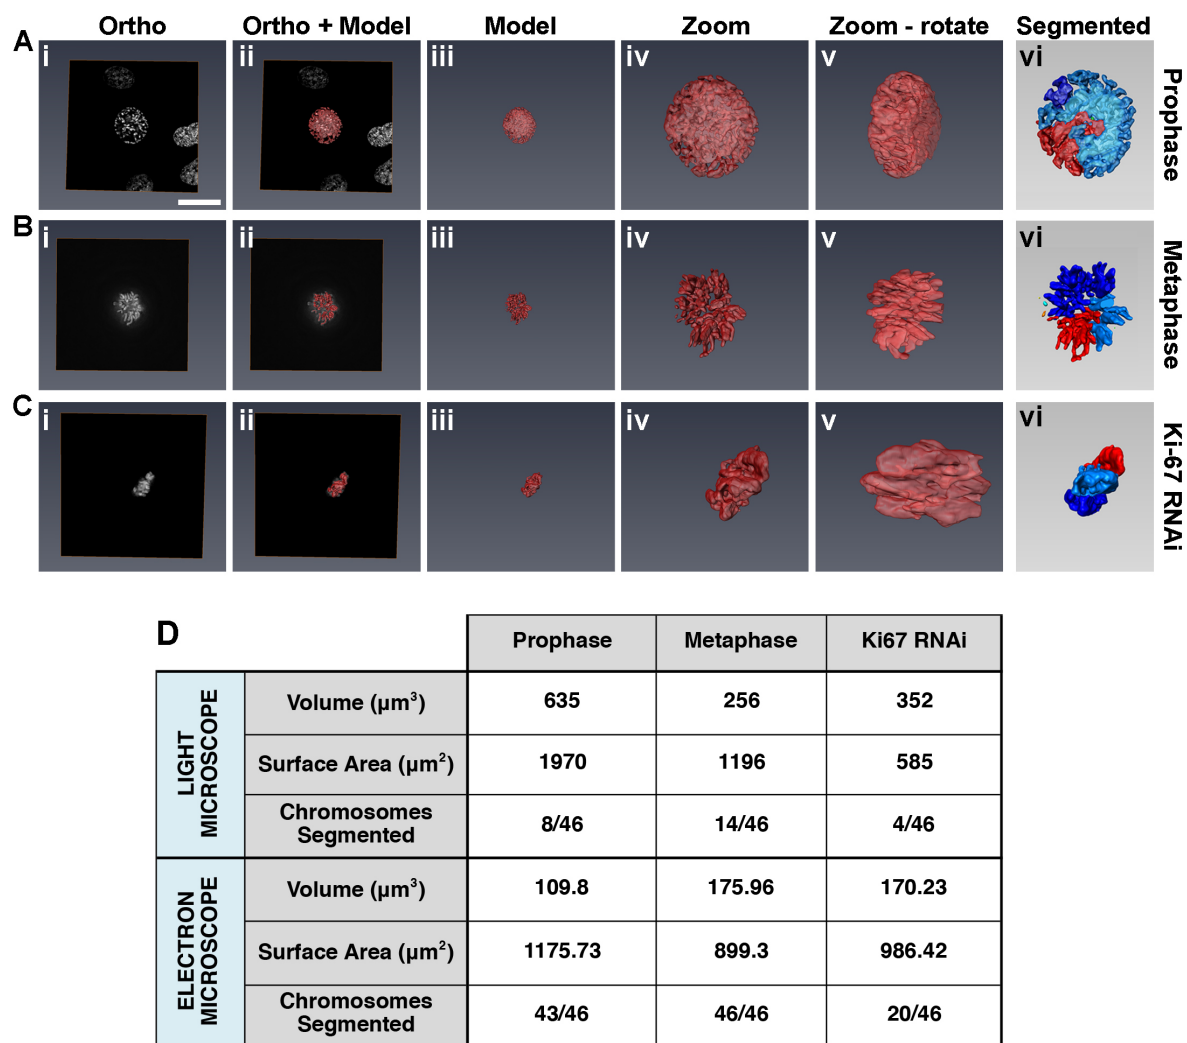 Ortho Ortho + Model Model Zoom Zoom - rotate Segmented
A i ii iii iv v vi Prophase
B i ii iii iv v vi Metaphase
C i ii iii iv v vi Ki-67 RNAi
D
Prophase Metaphase Ki67 RNAi
LIGHT
MICROSCOPE
Volume (µm³) 635 256 352
Surface Area (µm²) 1970 1196 585
Chromosomes
Segmented 8/46 14/46 4/46
ELECTRON
MICROSCOPE
Volume (µm³) 109.8 175.96 170.23
Surface Area (µm²) 1175.73 899.3 986.42
Chromosomes
Segmented 43/46 46/46 20/46